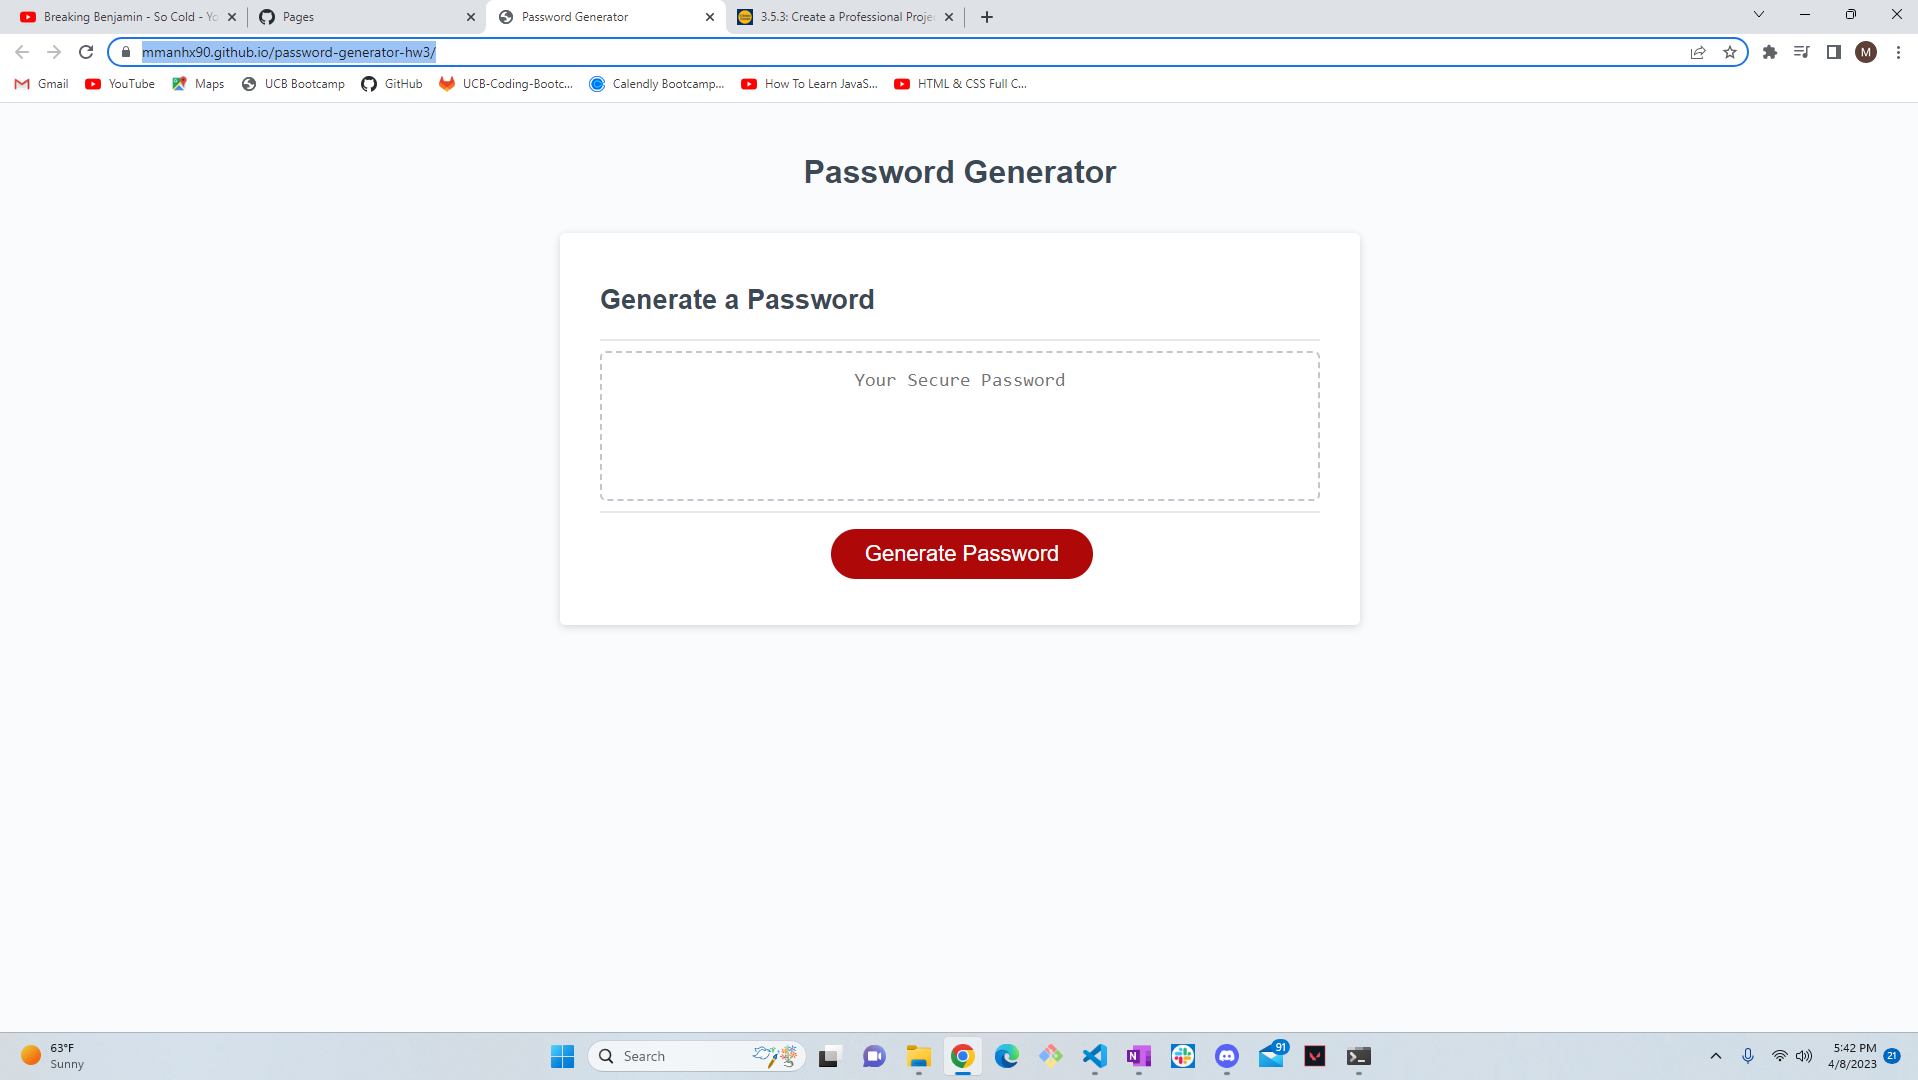 Breaking Benjamin - So Cold - Yo
Pages
Password Generator
3.5.3: Create a Professional Proje
mmanhx90.github.io/password-generator-hw3/
M
Gmail
YouTube
Maps
UCB Bootcamp
GitHub
UCB-Coding-Bootc...
Calendly Bootcamp...
How To Learn JavaS...
HTML & CSS Full C...
Password Generator
Generate a Password
Your Secure Password
Generate Password
63°F
Sunny
Search
N
91
5:42 PM
4/8/2023
21